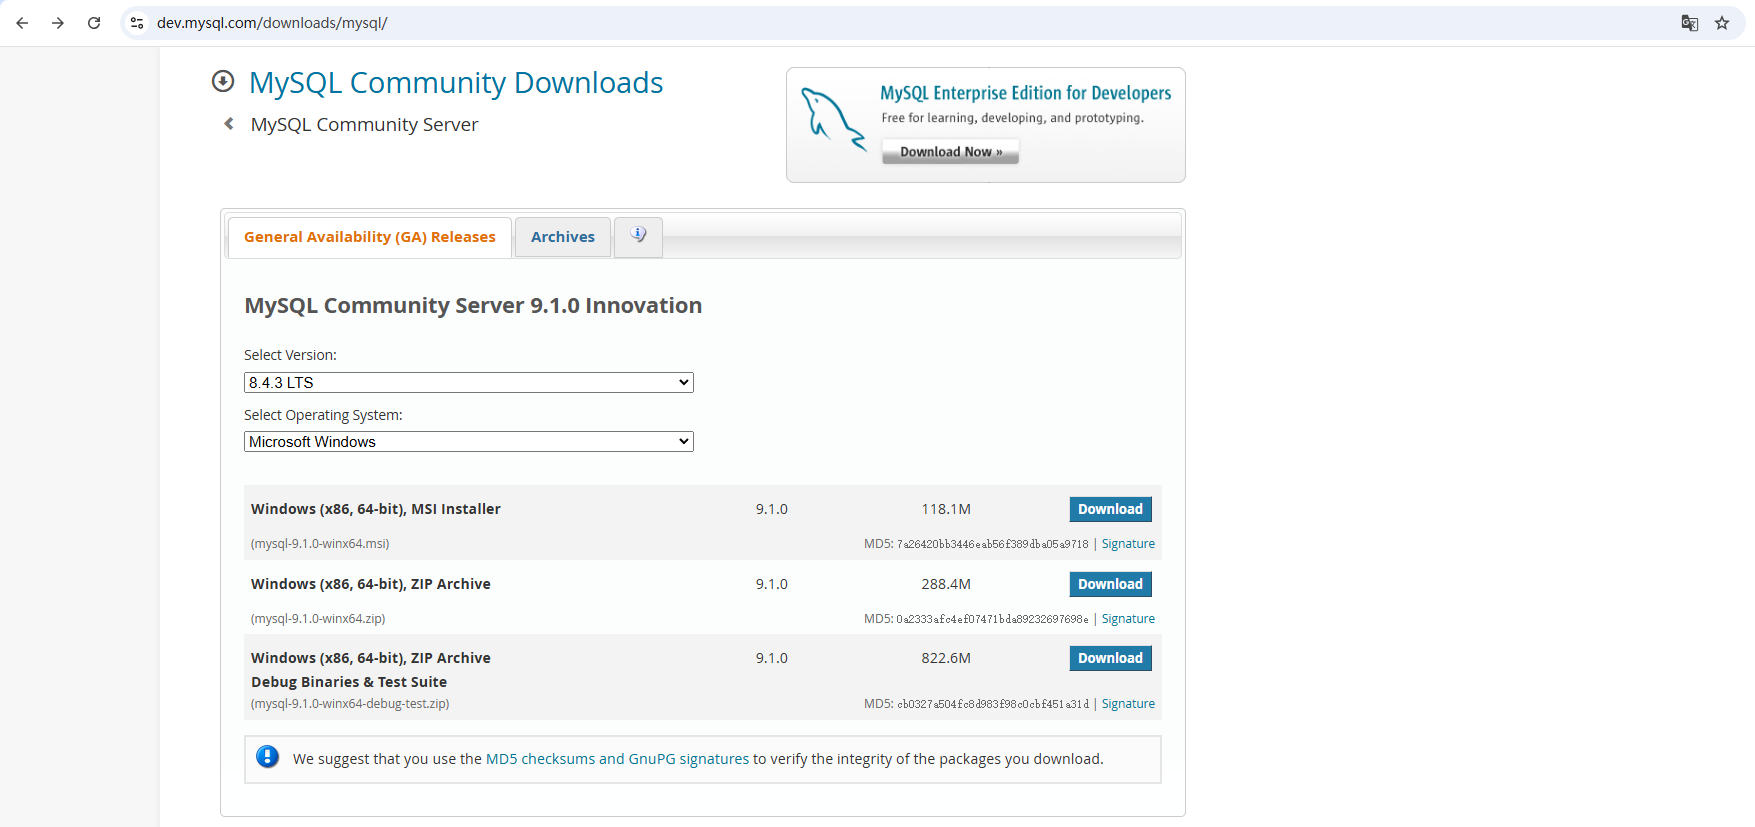 dev.mysql.com/downloads/mysql/
MySQL Community Downloads
MySQL Community Server
MySQL Enterprise Edition for Developers
Free for learning, developing, and prototyping.
Download Now »
General Availability (GA) Releases
Archives
MySQL Community Server 9.1.0 Innovation
Select Version:
8.4.3 LTS
Select Operating System:
Microsoft Windows
Windows (x86, 64-bit), MSI Installer 9.1.0 118.1M Download
(mysql-9.1.0-winx64.msi) MD5: 7a26420bb3446eab56f389dba05a9718 | Signature
Windows (x86, 64-bit), ZIP Archive 9.1.0 288.4M Download
(mysql-9.1.0-winx64.zip) MD5: 0a2333afc4ef07471bda89232697698e | Signature
Windows (x86, 64-bit), ZIP Archive 9.1.0 822.6M Download
Debug Binaries & Test Suite
(mysql-9.1.0-winx64-debug-test.zip) MD5: cb0327a504fc8d983f98c0cbf451a31d | Signature
We suggest that you use the MD5 checksums and GnuPG signatures to verify the integrity of the packages you download.